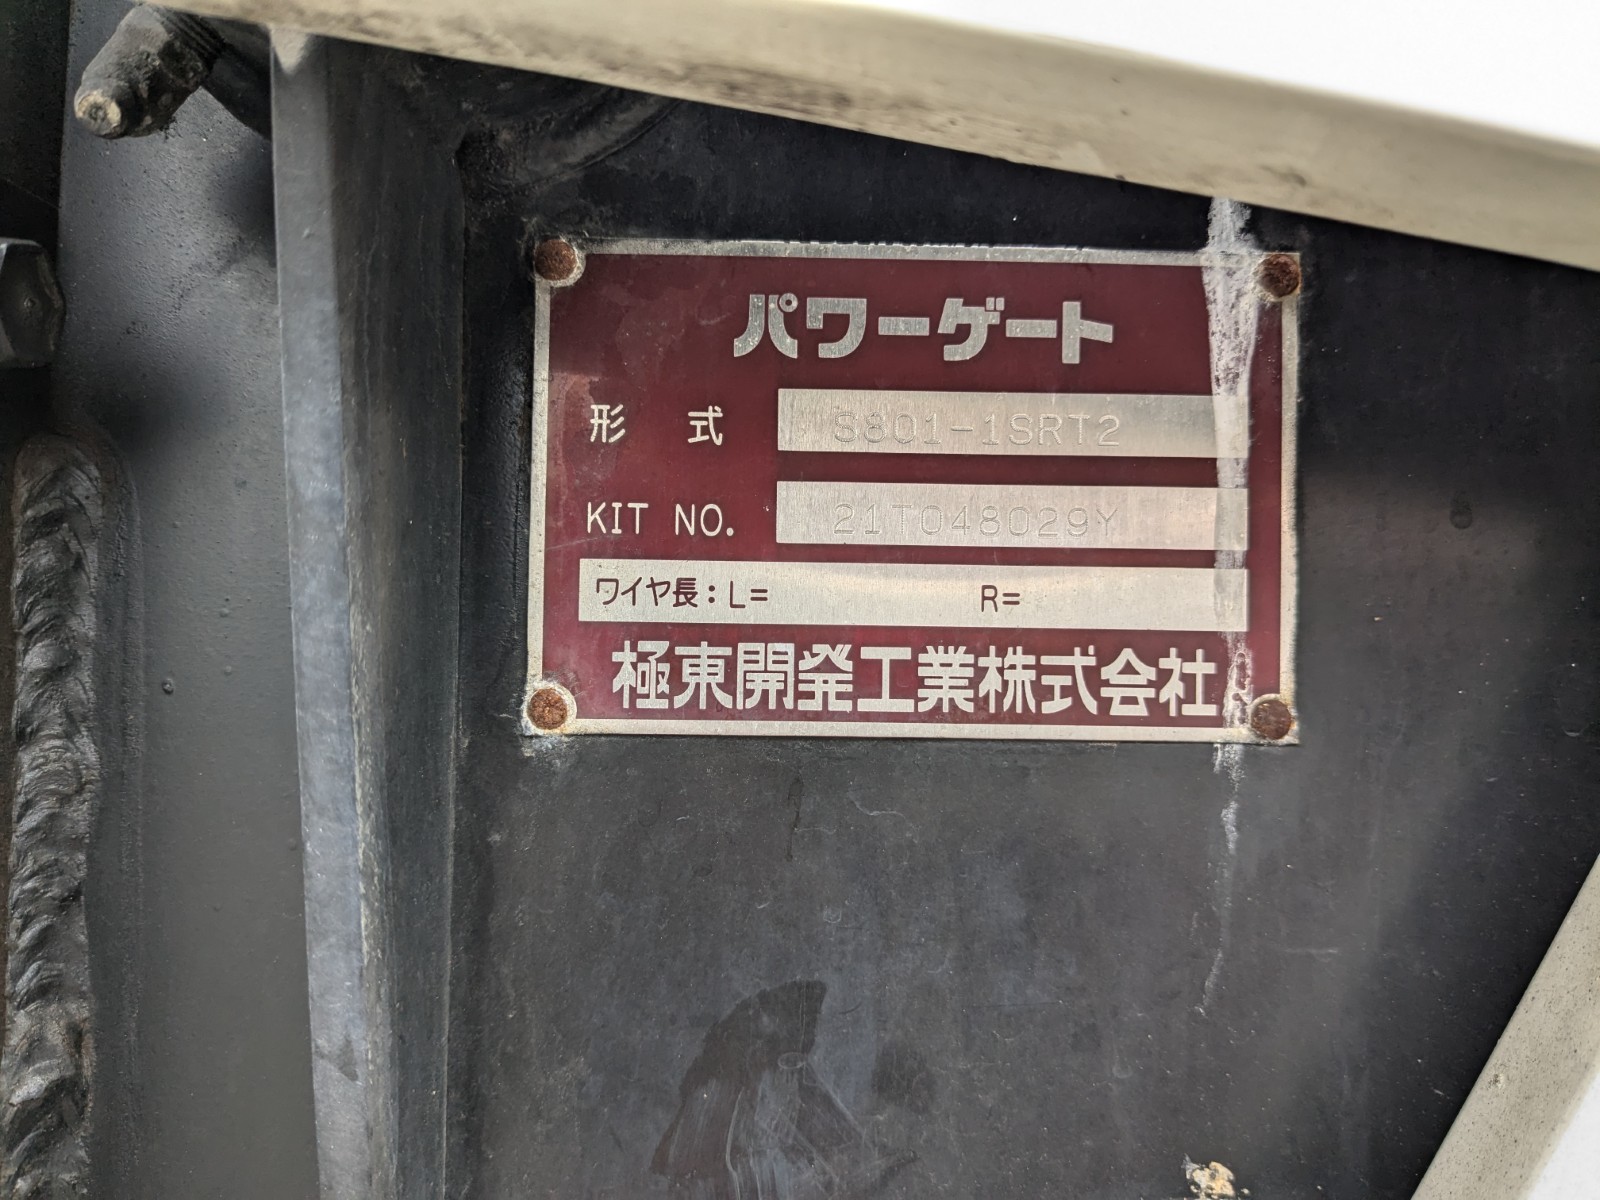 パワーゲート
形 式 S801-1SRT2
KIT NO. 21T048029Y
ワイヤ長：L= R=
極東開発工業株式会社